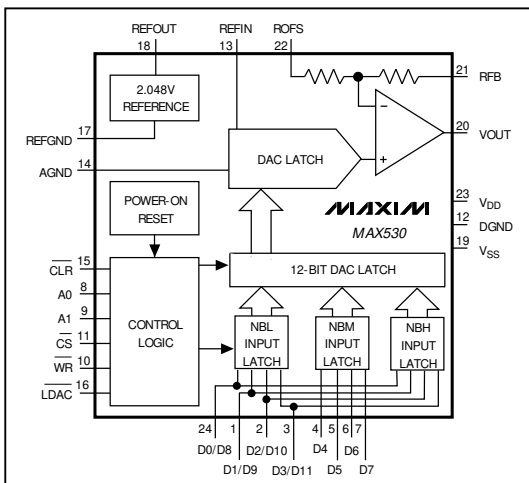 REFOUT REFIN ROFS
18 13 22
21 RFB
2.048V
REFERENCE
−
20 VOUT
REFGND 17
DAC LATCH
+
AGND 14
POWER-ON
RESET
MAXIM
MAX530
23 VDD
12 DGND
19 VSS
CLR 15
12-BIT DAC LATCH
A0 8
A1 9
CONTROL
LOGIC
CS 11
NBL
INPUT
LATCH
NBM
INPUT
LATCH
NBH
INPUT
LATCH
WR 10
LDAC 16
24 1 2 3 4 5 6 7
D0/D8 D2/D10 D4 D6
D1/D9 D3/D11 D5 D7